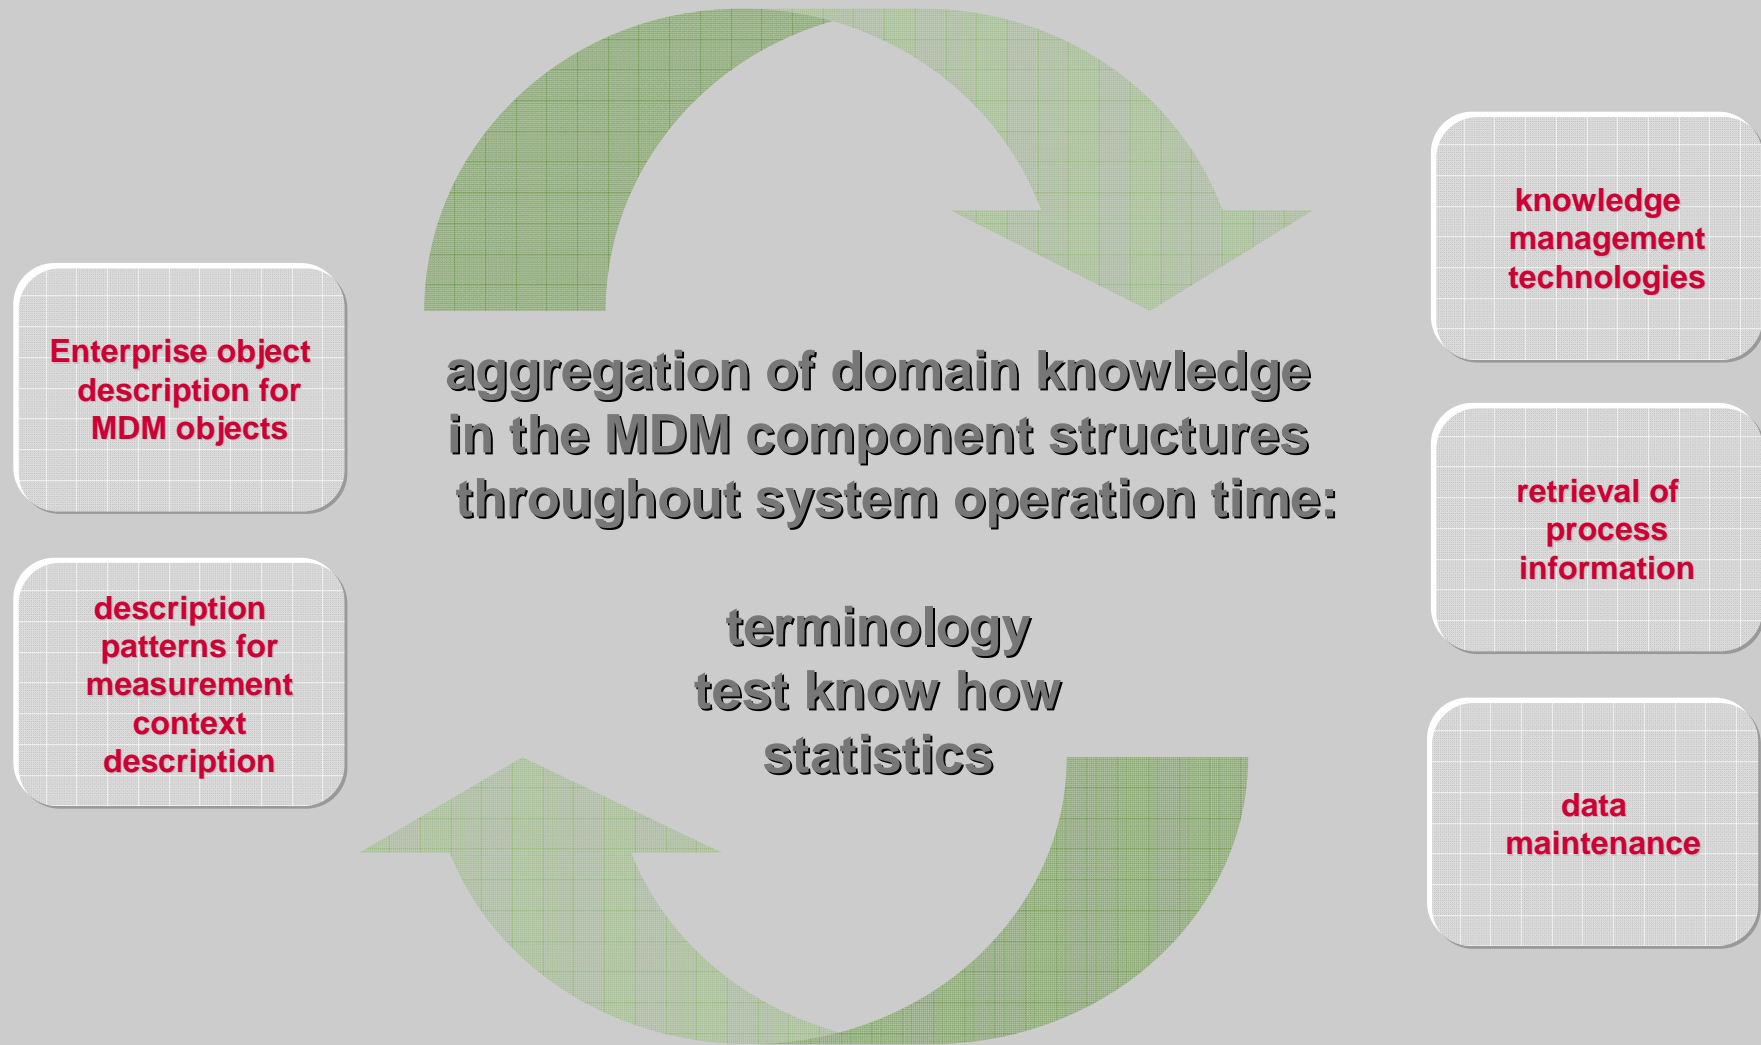 Enterprise object
description for
MDM objects
description
patterns for
measurement
context
description
aggregation of domain knowledge
in the MDM component structures
throughout system operation time:
terminology
test know how
statistics
knowledge
management
technologies
retrieval of
process
information
data
maintenance